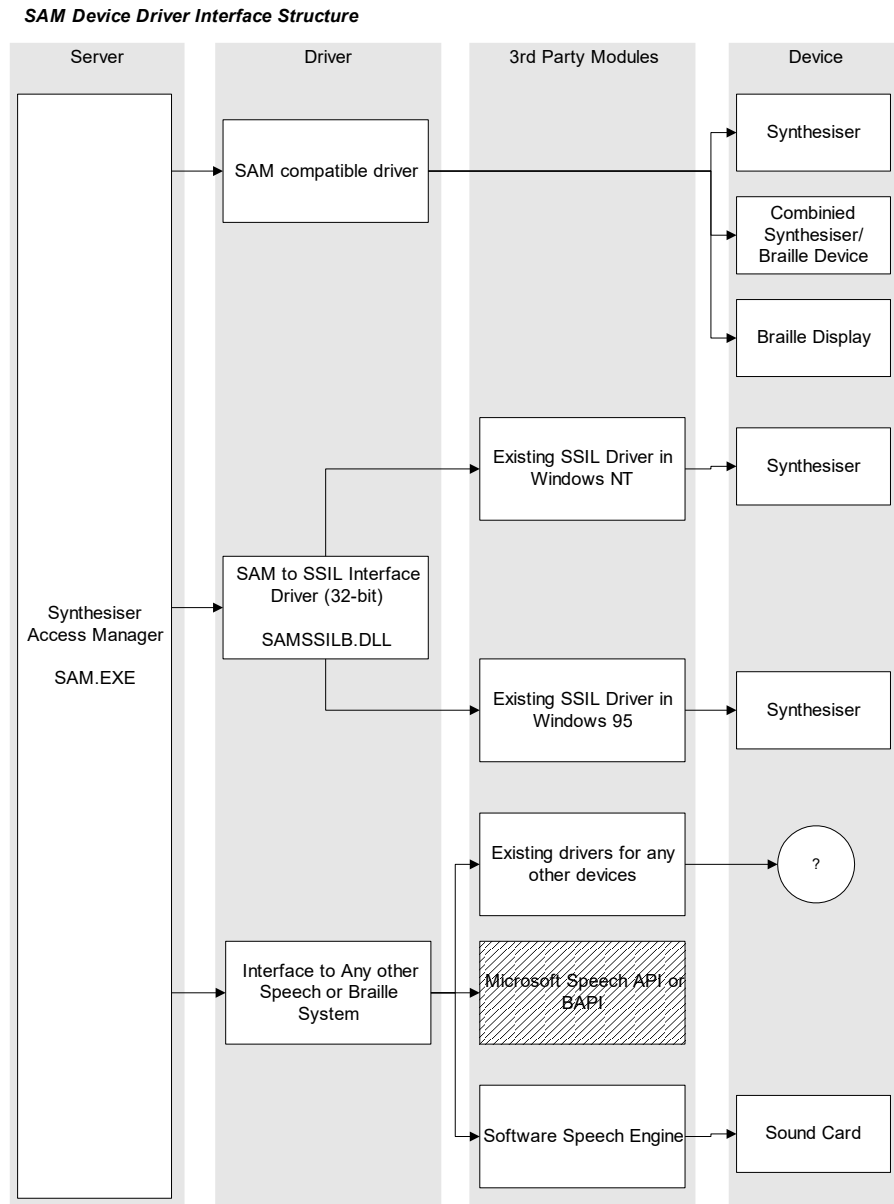 SAM Device Driver Interface Structure
Server
Driver
3rd Party Modules
Device
Synthesiser
Access Manager
SAM.EXE
SAM compatible driver
Synthesiser
Combinied
Synthesiser/
Braille Device
Braille Display
SAM to SSIL Interface
Driver (32-bit)
SAMSSILB.DLL
Existing SSIL Driver in
Windows NT
Synthesiser
Existing SSIL Driver in
Windows 95
Synthesiser
Interface to Any other
Speech or Braille
System
Existing drivers for any
other devices
?
Microsoft Speech API or
BAPI
Software Speech Engine
Sound Card